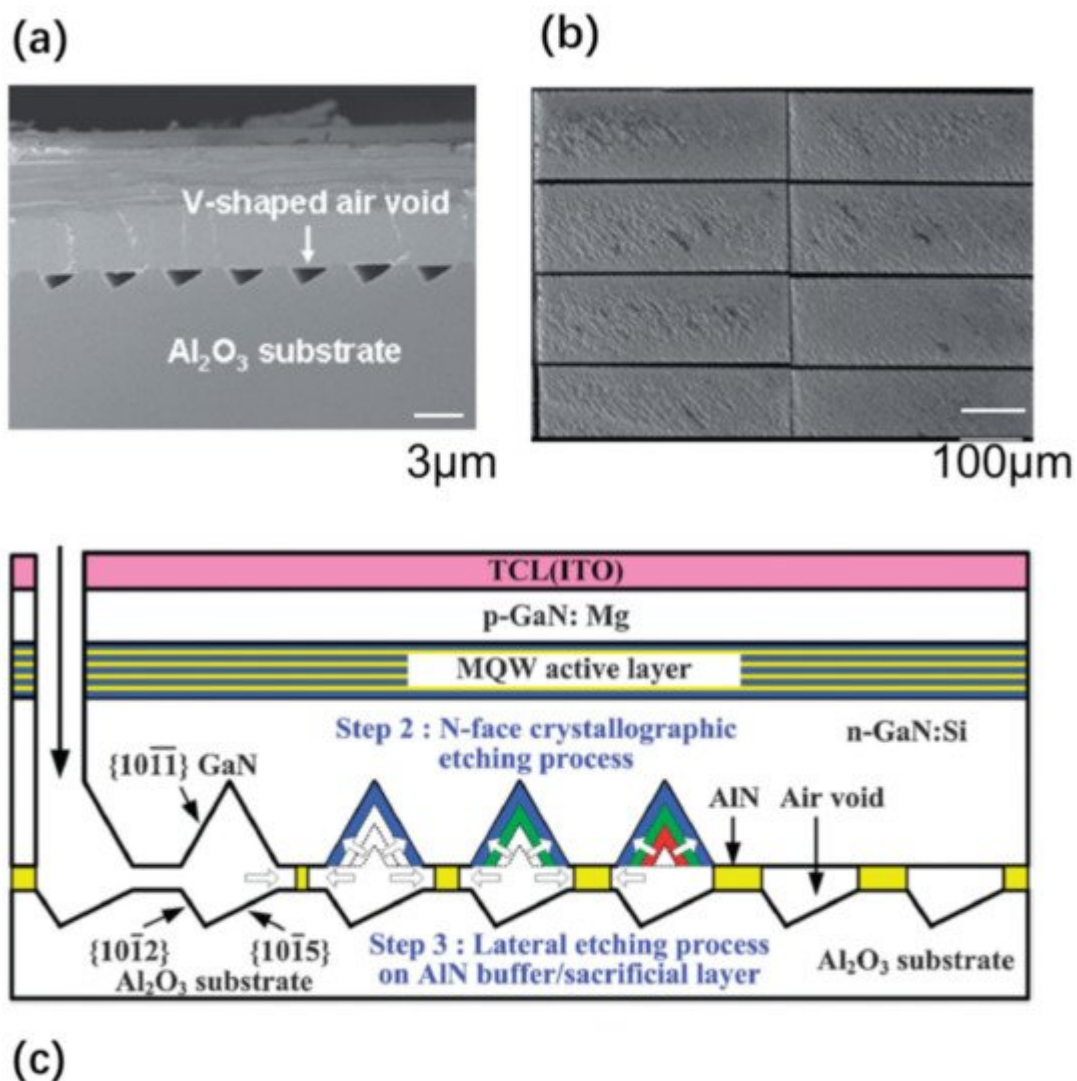 (a)
(b)
V-shaped air void
Al₂O₃ substrate
3μm
100μm
TCL(ITO)
p-GaN: Mg
MQW active layer
Step 2 : N-face crystallographic
etching process
n-GaN:Si
{101̅1̅} GaN
AlN
Air void
{101̅2}
{101̅5}
Al₂O₃ substrate
Step 3 : Lateral etching process
on AlN buffer/sacrificial layer
Al₂O₃ substrate
(c)